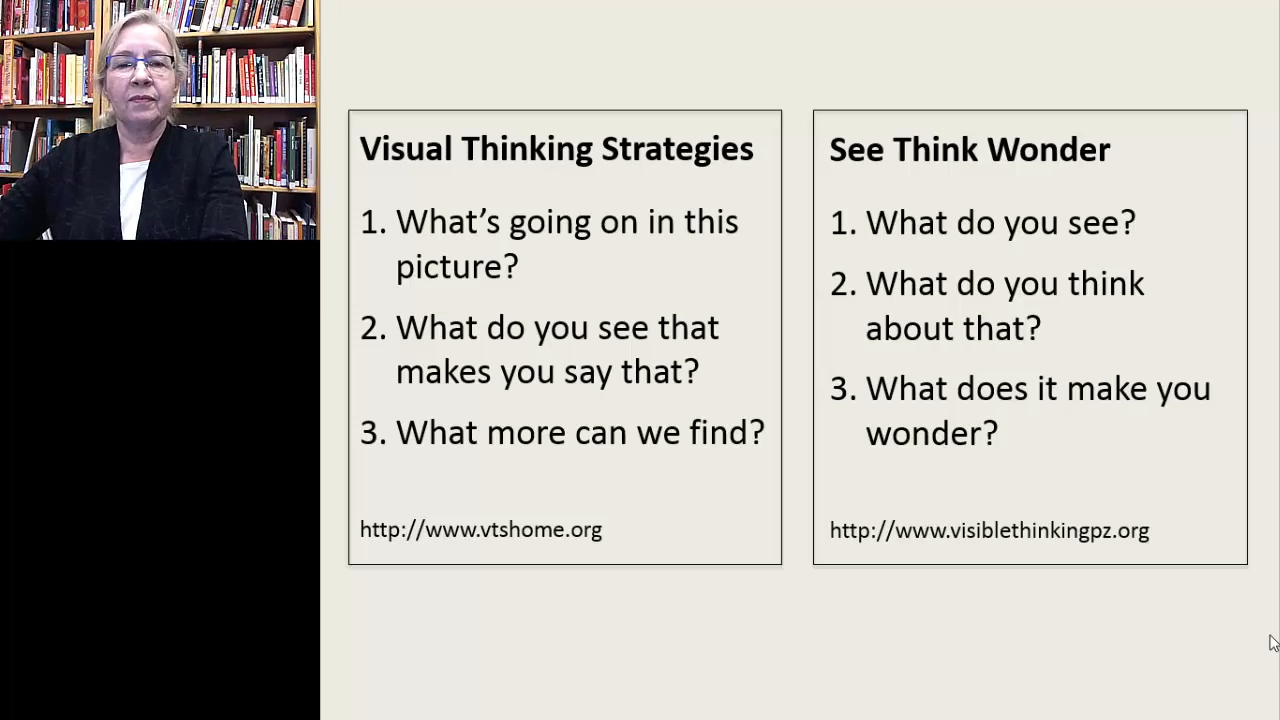 Visual Thinking Strategies
1. What’s going on in this
picture?
2. What do you see that
makes you say that?
3. What more can we find?
http://www.vtshome.org
See Think Wonder
1. What do you see?
2. What do you think
about that?
3. What does it make you
wonder?
http://www.visiblethinkingpz.org